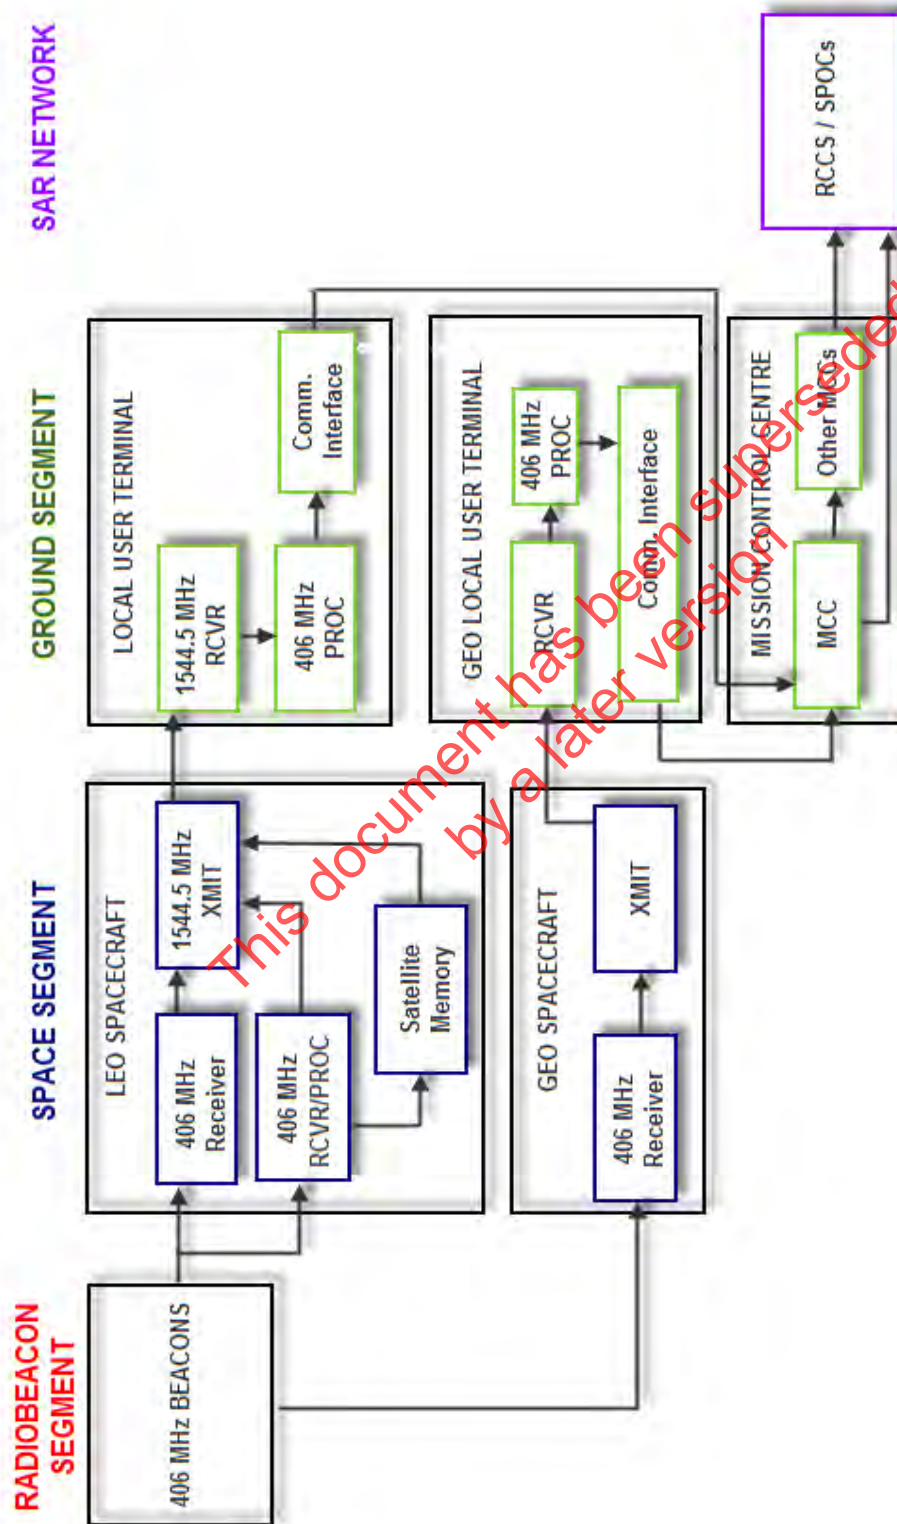 RADIOBEACON
SEGMENT
SPACE SEGMENT
GROUND SEGMENT
SAR NETWORK
406 MHz BEACONS
LEO SPACECRAFT
406 MHz
Receiver
1544.5 MHz
XMIT
406 MHz
RCVR/PROC
Satellite
Memory
GEO SPACECRAFT
406 MHz
Receiver
XMIT
LOCAL USER TERMINAL
1544.5 MHz
RCVR
406 MHz
PROC
Comm.
Interface
GEO LOCAL USER TERMINAL
RCVR
406 MHz
PROC
Comm. Interface
MISSION CONTROL CENTRE
MCC
Other MCCs
RCCS / SPOCs
This document has been superseded
by a later version